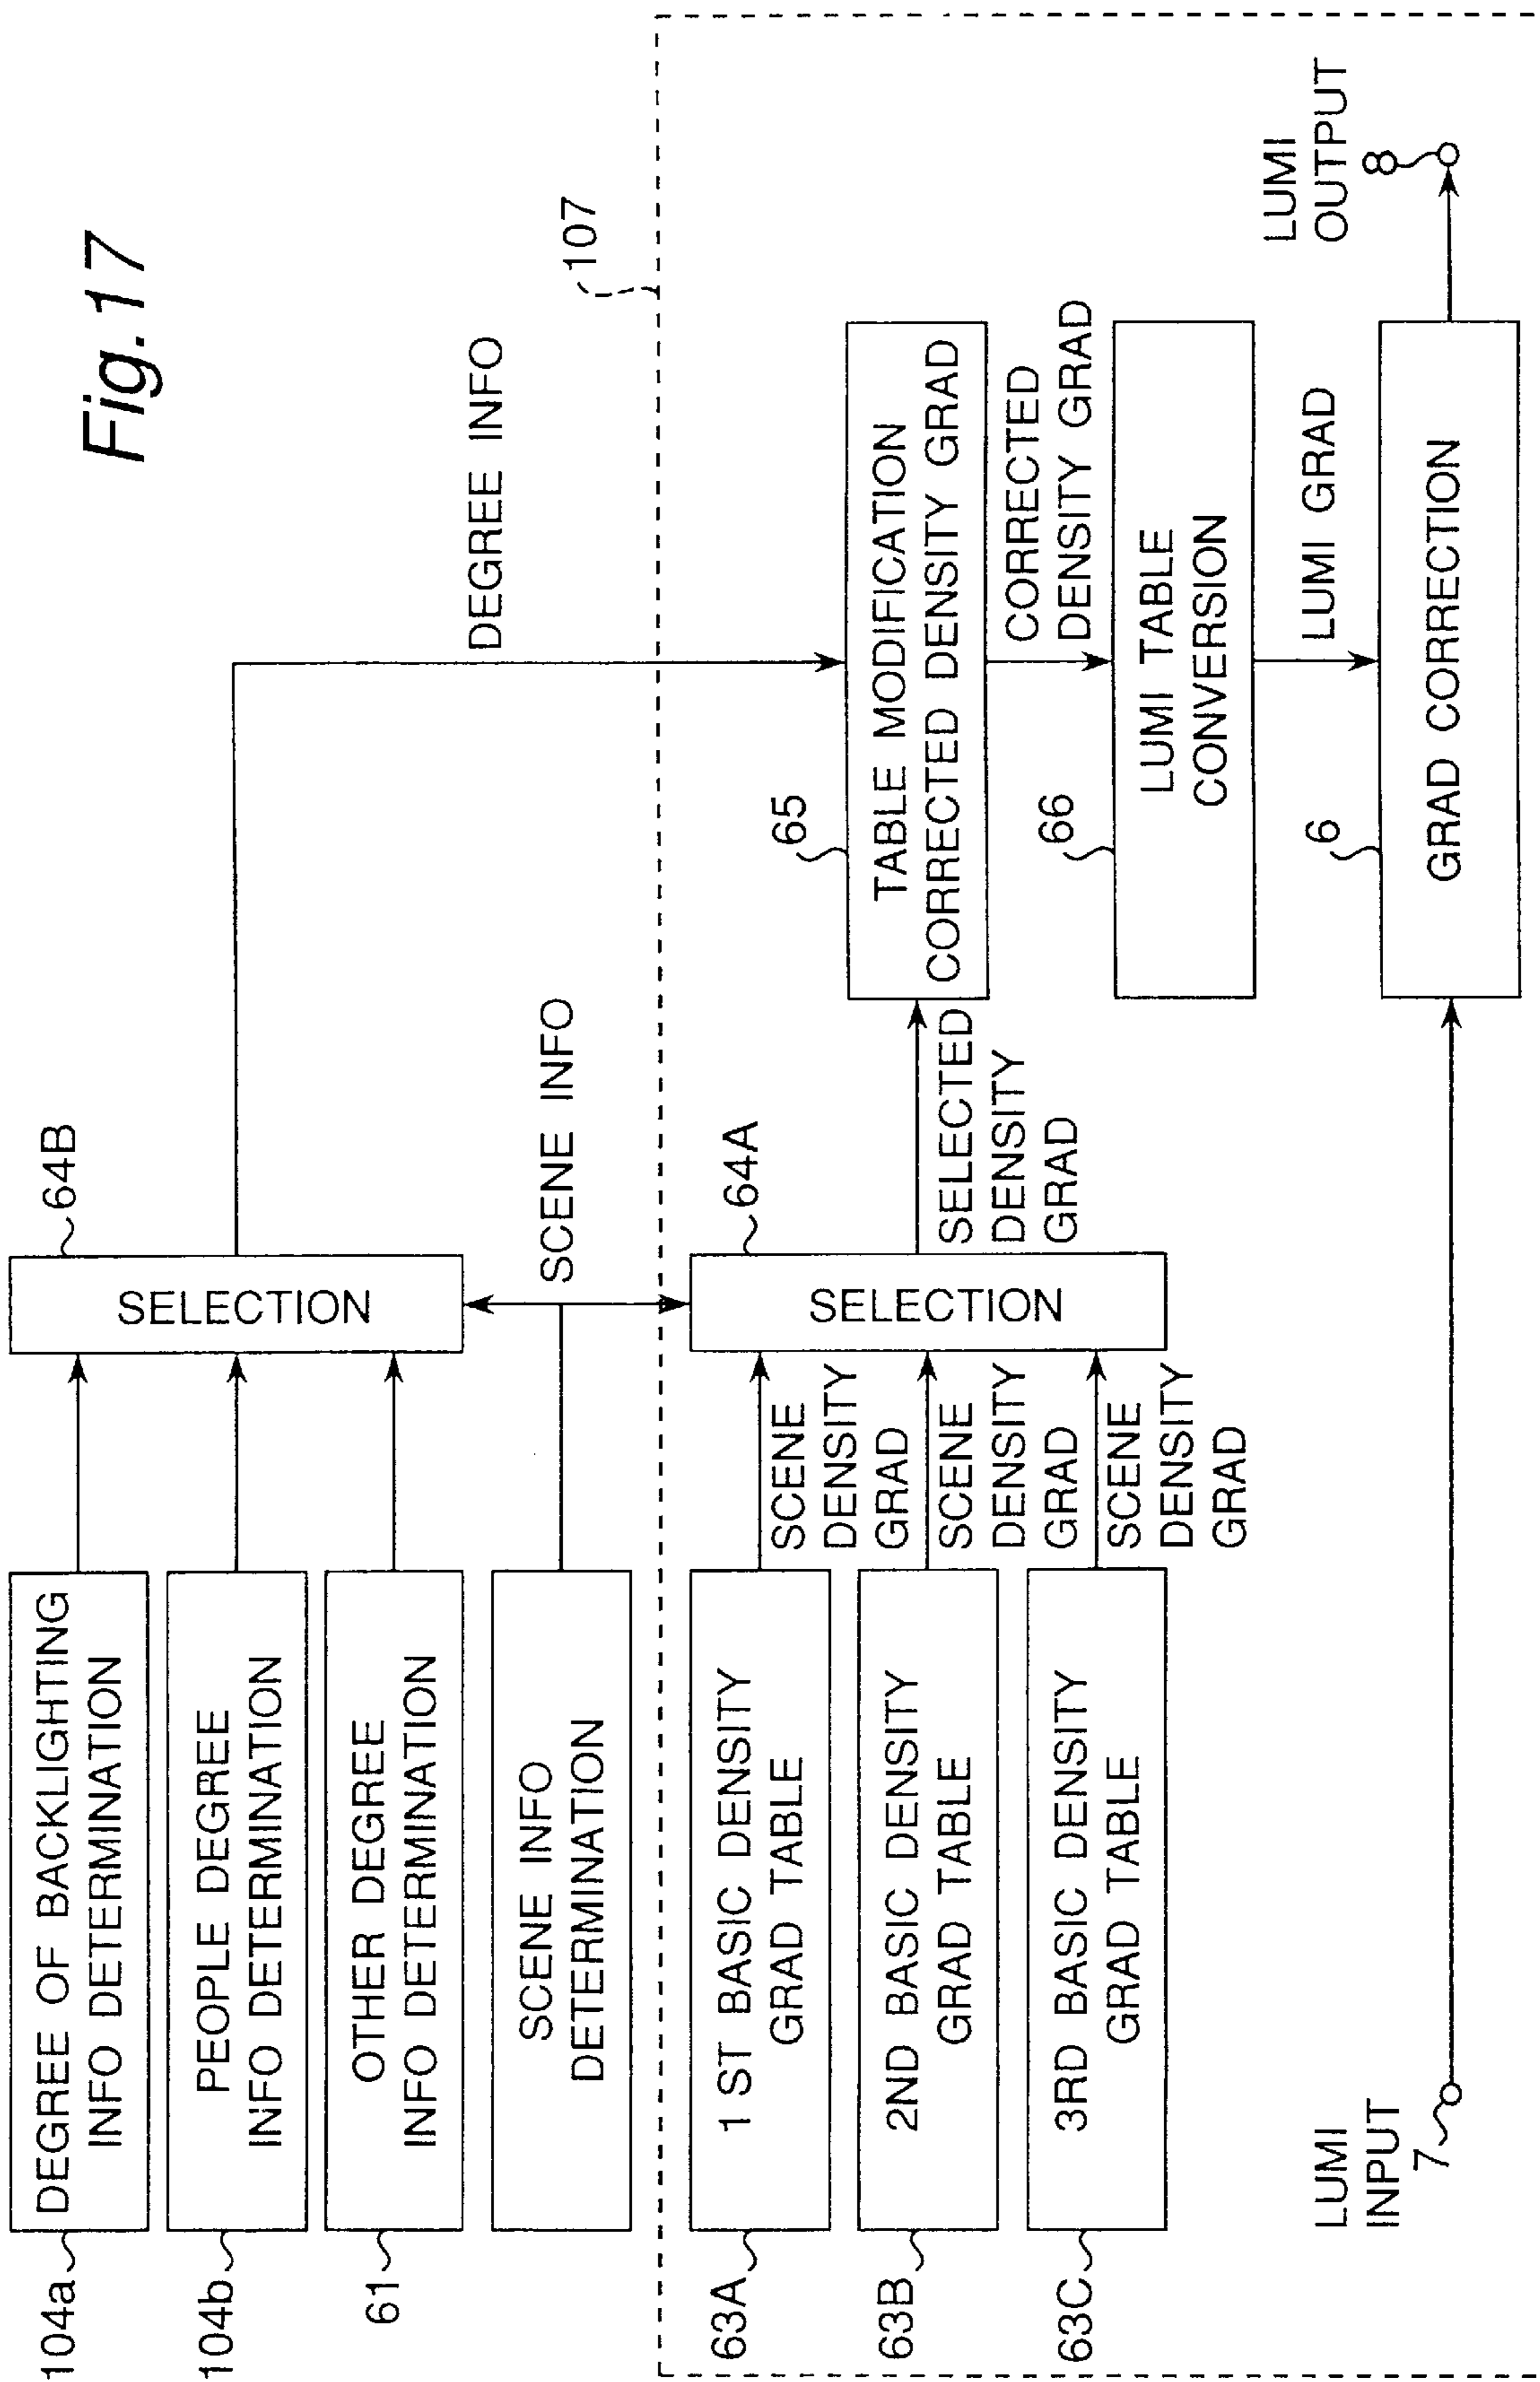 Fig.17
104a
DEGREE OF BACKLIGHTING
INFO DETERMINATION
104b
PEOPLE DEGREE
INFO DETERMINATION
61
OTHER DEGREE
INFO DETERMINATION
SCENE INFO
DETERMINATION
SELECTION
64B
DEGREE INFO
SCENE INFO
107
63A
1 ST BASIC DENSITY
GRAD TABLE
63B
2ND BASIC DENSITY
GRAD TABLE
63C
3RD BASIC DENSITY
GRAD TABLE
SCENE
DENSITY
GRAD
SCENE
DENSITY
GRAD
SCENE
DENSITY
GRAD
SELECTION
64A
SELECTED
DENSITY
GRAD
65
TABLE MODIFICATION
CORRECTED DENSITY GRAD
CORRECTED
DENSITY GRAD
66
LUMI TABLE
CONVERSION
LUMI GRAD
6
GRAD CORRECTION
LUMI
INPUT
7
LUMI
OUTPUT
8